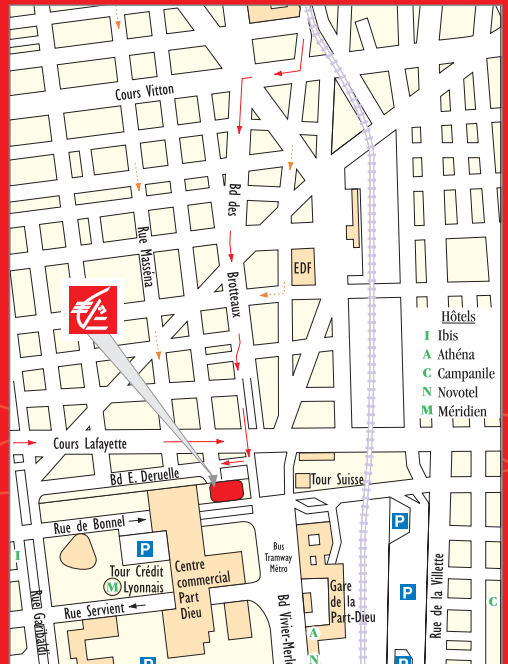 Cours Vitton
Bd des
Brotteaux
Rue Masséna
EDF
Hôtels
I Ibis
A Athéna
C Campanile
N Novotel
M Méridien
Cours Lafayette
Bd E. Deruelle
Tour Suisse
Rue de Bonnel
P
P
I
Bus
Tramway
Métro
Tour Crédit
Lyonnais
M
Centre
commercial
Part
Dieu
Gare
de la
Part-Dieu
P
C
Rue de la Villette
Rue Servient
Ruel Garibaldi
Bd Vivier-Merle
A
N
P
P